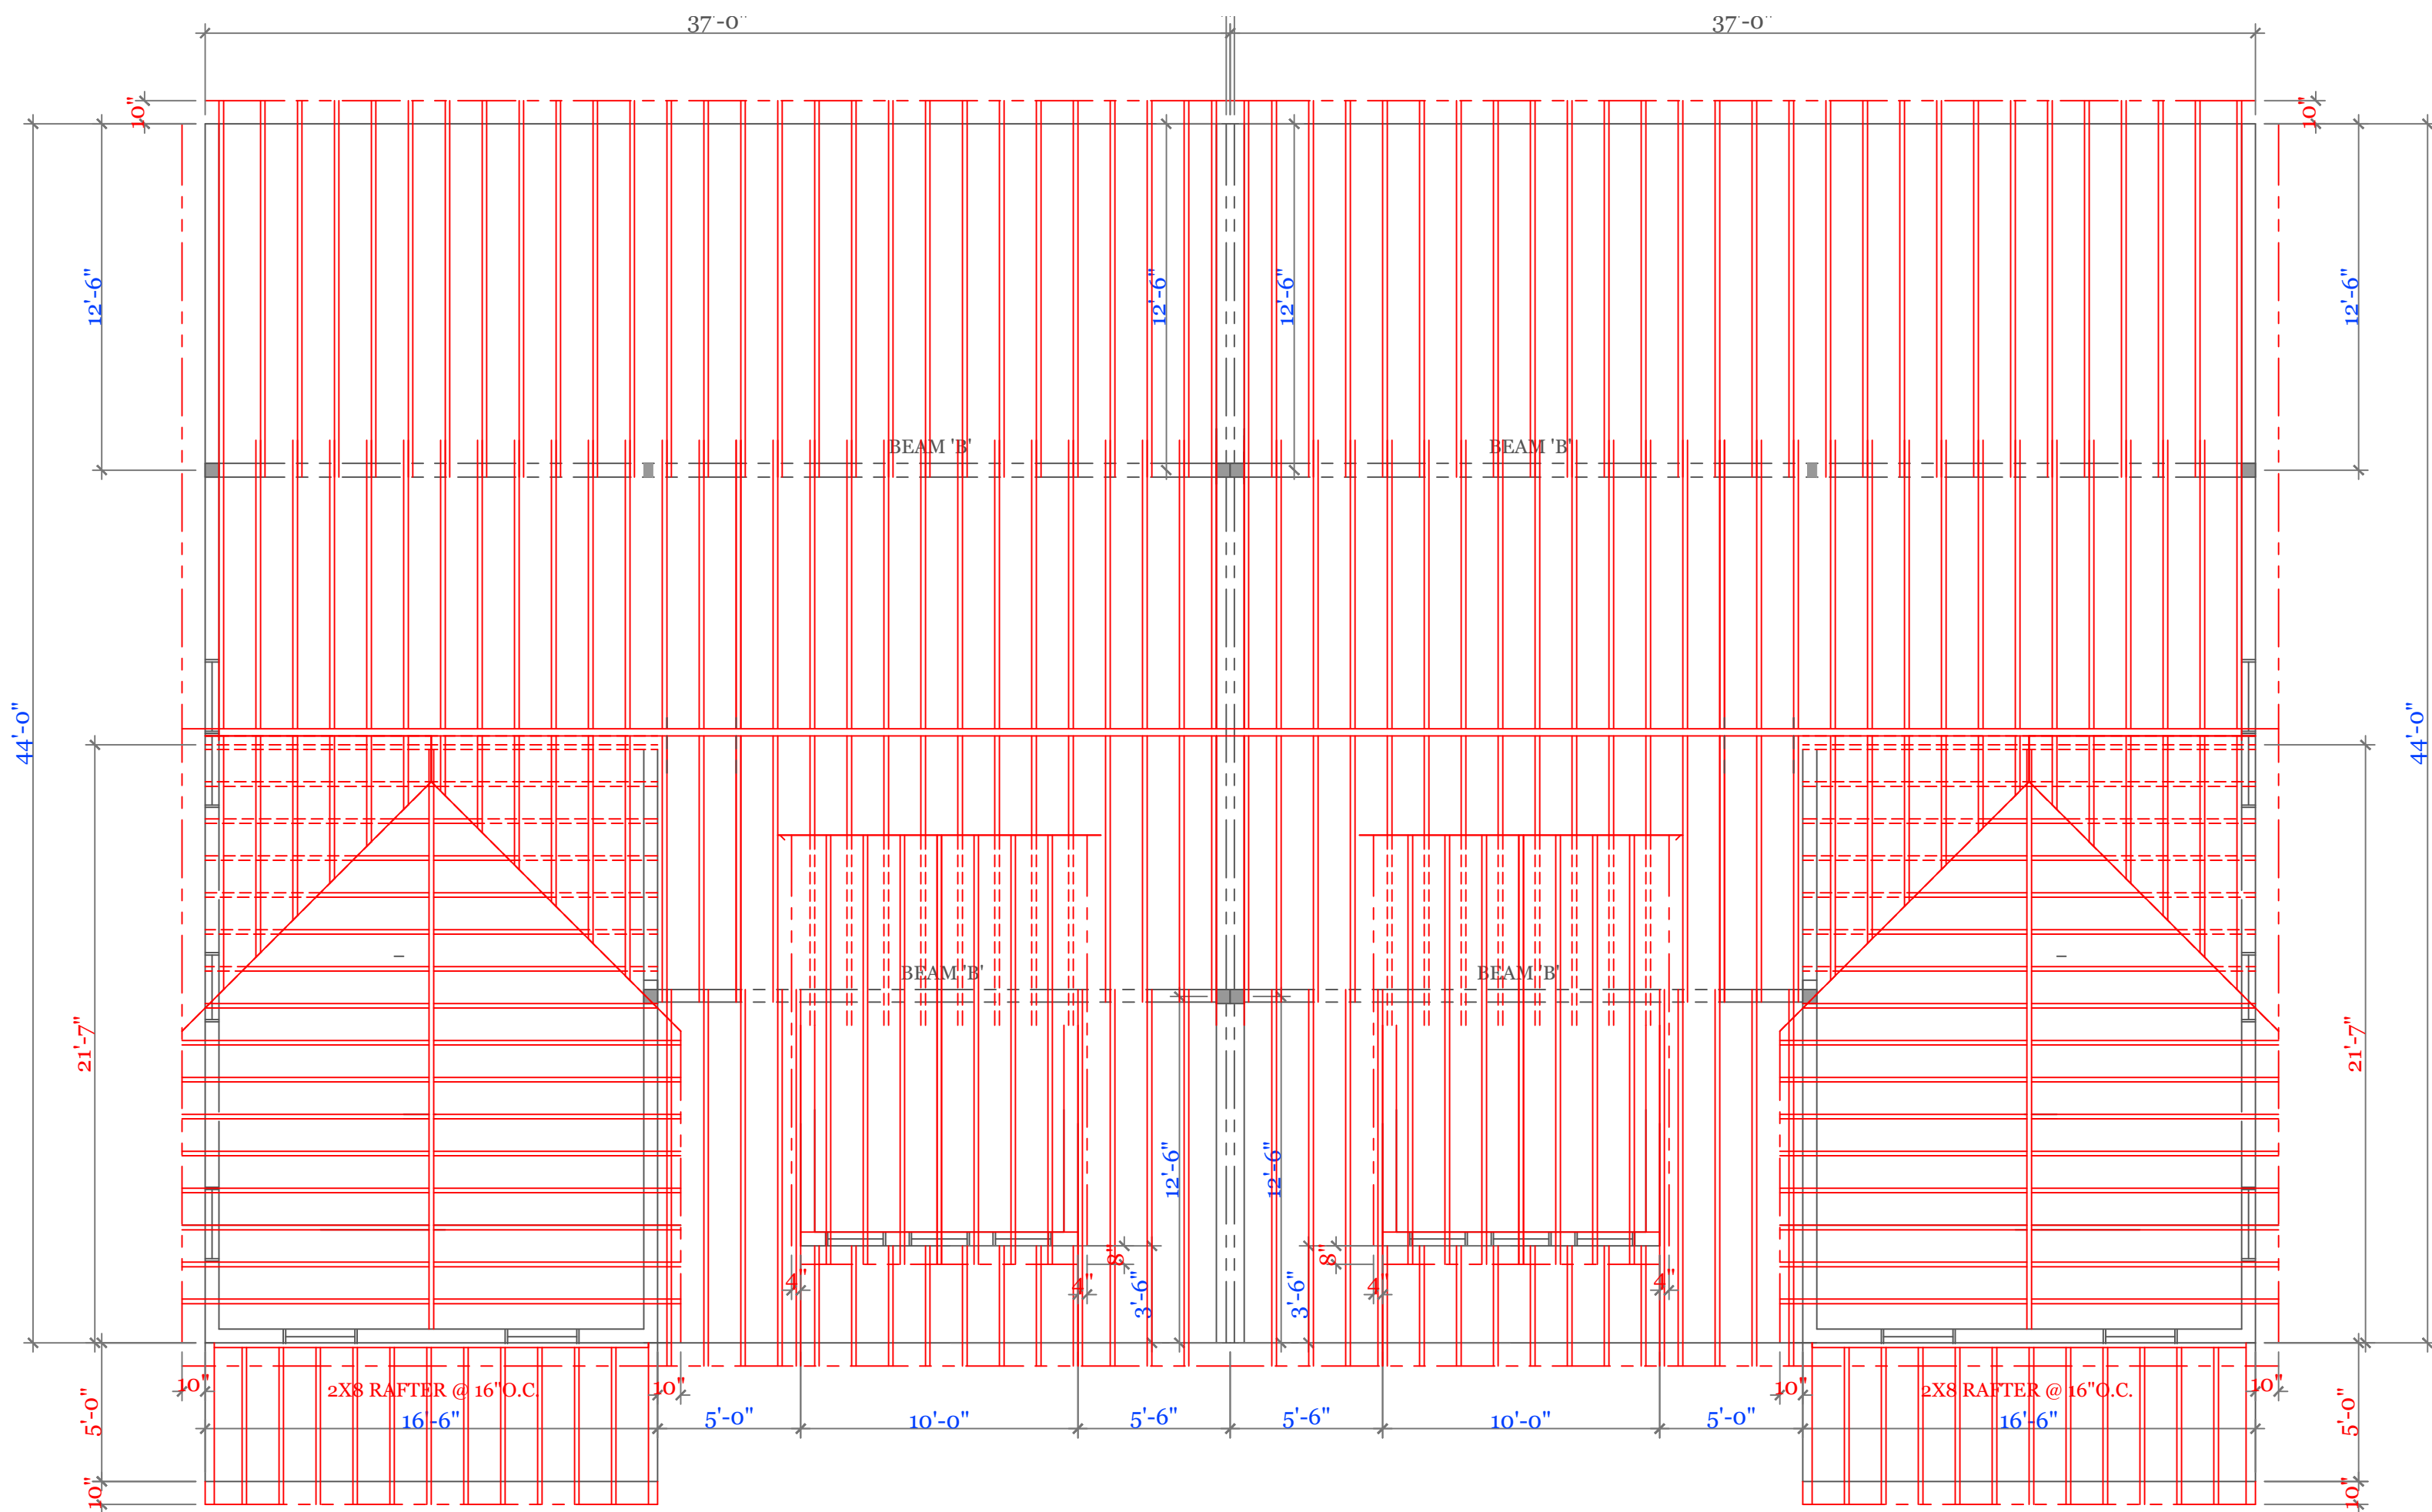 37'-0" 37'-0"
10" 10"
12'-6" 12'-6" 12'-6" 12'-6"
BEAM 'B' BEAM 'B'
44'-0" 44'-0"
BEAM 'B' BEAM 'B'
21'-7" 21'-7"
12'-6" 12'-6"
8" 8"
4" 4" 3'-6" 3'-6" 4" 4"
10" 2X8 RAFTER @ 16"O.C. 10" 10" 2X8 RAFTER @ 16"O.C. 10"
5'-0" 16'-6" 5'-0" 10'-0" 5'-6" 5'-6" 10'-0" 5'-0" 16'-6" 5'-0"
10" 10"